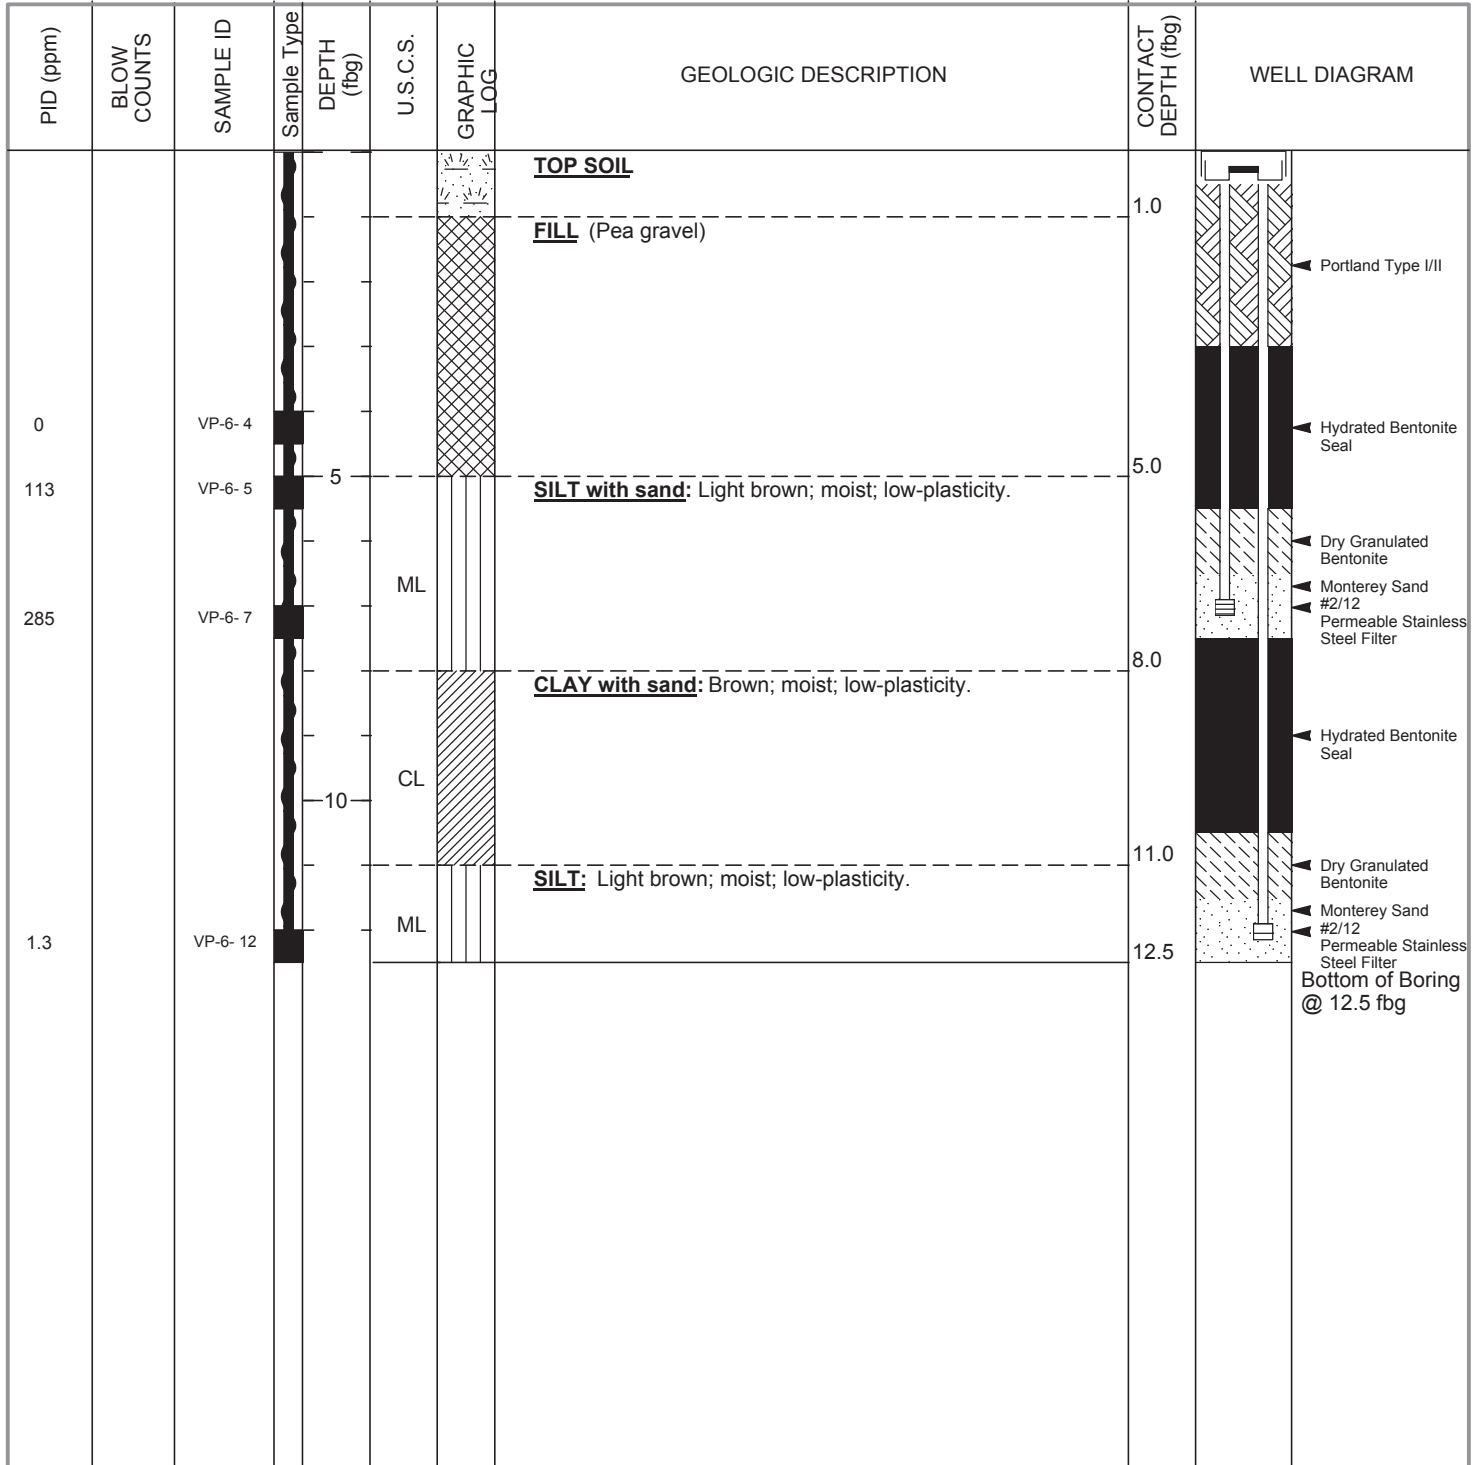 PID (ppm)
BLOW
COUNTS
SAMPLE ID
Sample Type
DEPTH
(fbg)
U.S.C.S.
GRAPHIC
LOG
GEOLOGIC DESCRIPTION
CONTACT
DEPTH (fbg)
WELL DIAGRAM
TOP SOIL
1.0
FILL (Pea gravel)
Portland Type I/II
0
VP-6- 4
Hydrated Bentonite
Seal
5
5.0
113
VP-6- 5
SILT with sand: Light brown; moist; low-plasticity.
Dry Granulated
Bentonite
ML
Monterey Sand
#2/12
285
VP-6- 7
Permeable Stainless
Steel Filter
8.0
CLAY with sand: Brown; moist; low-plasticity.
Hydrated Bentonite
Seal
CL
10
11.0
SILT: Light brown; moist; low-plasticity.
Dry Granulated
Bentonite
ML
Monterey Sand
#2/12
1.3
VP-6- 12
Permeable Stainless
Steel Filter
12.5
Bottom of Boring
@ 12.5 fbg